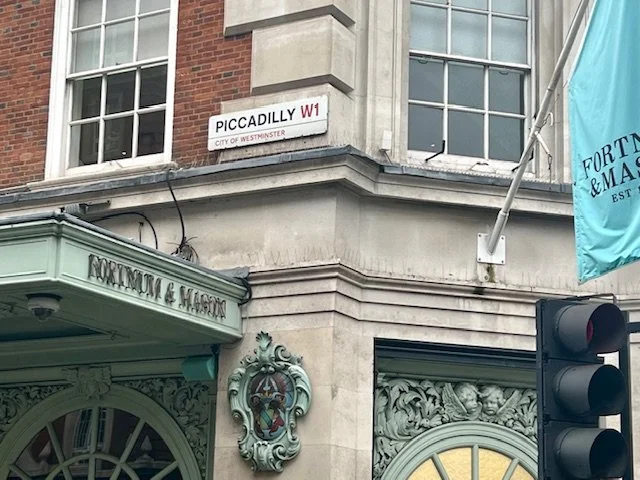 PICCADILLY W1
CITY OF WESTMINSTER
FORTNUM & MASON
FORTN
& MAS
EST